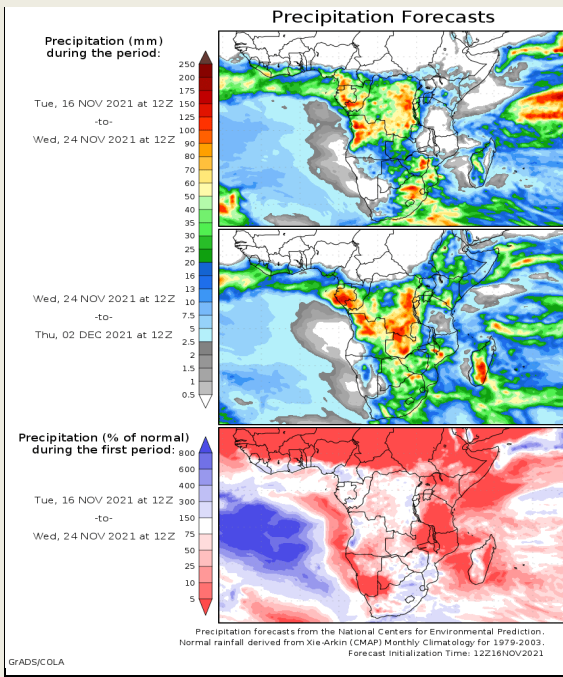 Precipitation Forecasts
Precipitation (mm)
during the period:
Tue, 16 NOV 2021 at 12Z
-to-
Wed, 24 NOV 2021 at 12Z
250
200
175
150
125
100
90
80
70
60
50
40
35
30
25
20
16
13
10
7.5
5
2.5
2
1.5
1
0.5
Wed, 24 NOV 2021 at 12Z
-to-
Thu, 02 DEC 2021 at 12Z
Precipitation (% of normal)
during the first period:
Tue, 16 NOV 2021 at 12Z
-to-
Wed, 24 NOV 2021 at 12Z
800
600
400
300
150
75
50
25
10
5
Precipitation forecasts from the National Centers for Environmental Prediction.
Normal rainfall derived from Xie-Arkin (CMAP) Monthly Climatology for 1979-2003.
Forecast Initialization Time: 12Z16NOV2021
GrADS/COLA